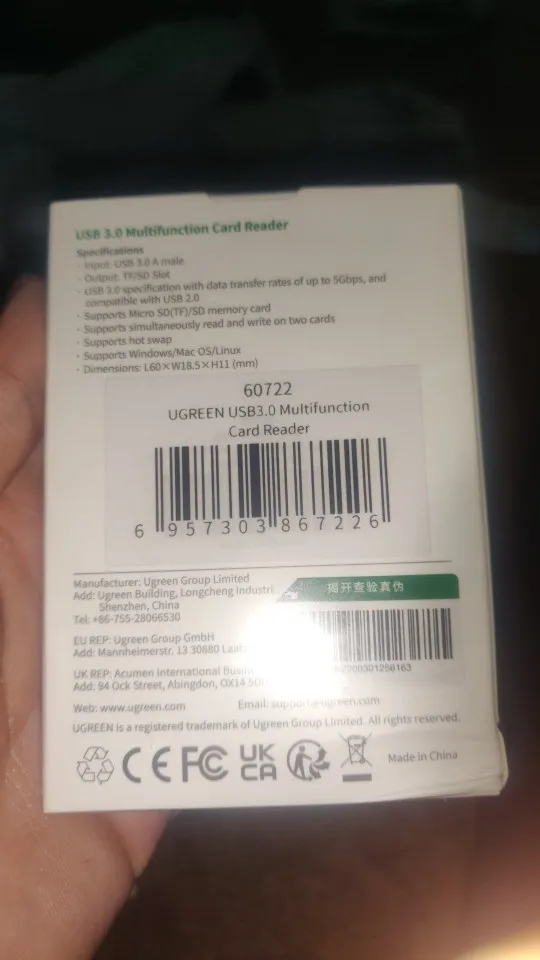 USB 3.0 Multifunction Card Reader
Specifications
· Input: USB 3.0 A male
· Output: TF/SD Slot
· USB 3.0 specification with data transfer rates of up to 5Gbps, and
compatible with USB 2.0
· Supports Micro SD(TF)/SD memory card
· Supports simultaneously read and write on two cards
· Supports hot swap
· Supports Windows/Mac OS/Linux
· Dimensions: L60×W18.5×H11 (mm)
60722
UGREEN USB3.0 Multifunction
Card Reader
6 957303 867226
Manufacturer: Ugreen Group Limited
Add: Ugreen Building, Longcheng Industri
Shenzhen, China
Tel: +86-755-28066530
揭开查验真伪
EU REP: Ugreen Group GmbH
Add: Mannheimerstr. 13 30880
UK REP: Acumen International
Add: 94 Ock Street, Abingdon, OX14
Web: www.ugreen.com
Email: support@ugreen.com
UGREEN is a registered trademark of Ugreen Group Limited. All rights reserved.
CE FC UK
CA
Made in China